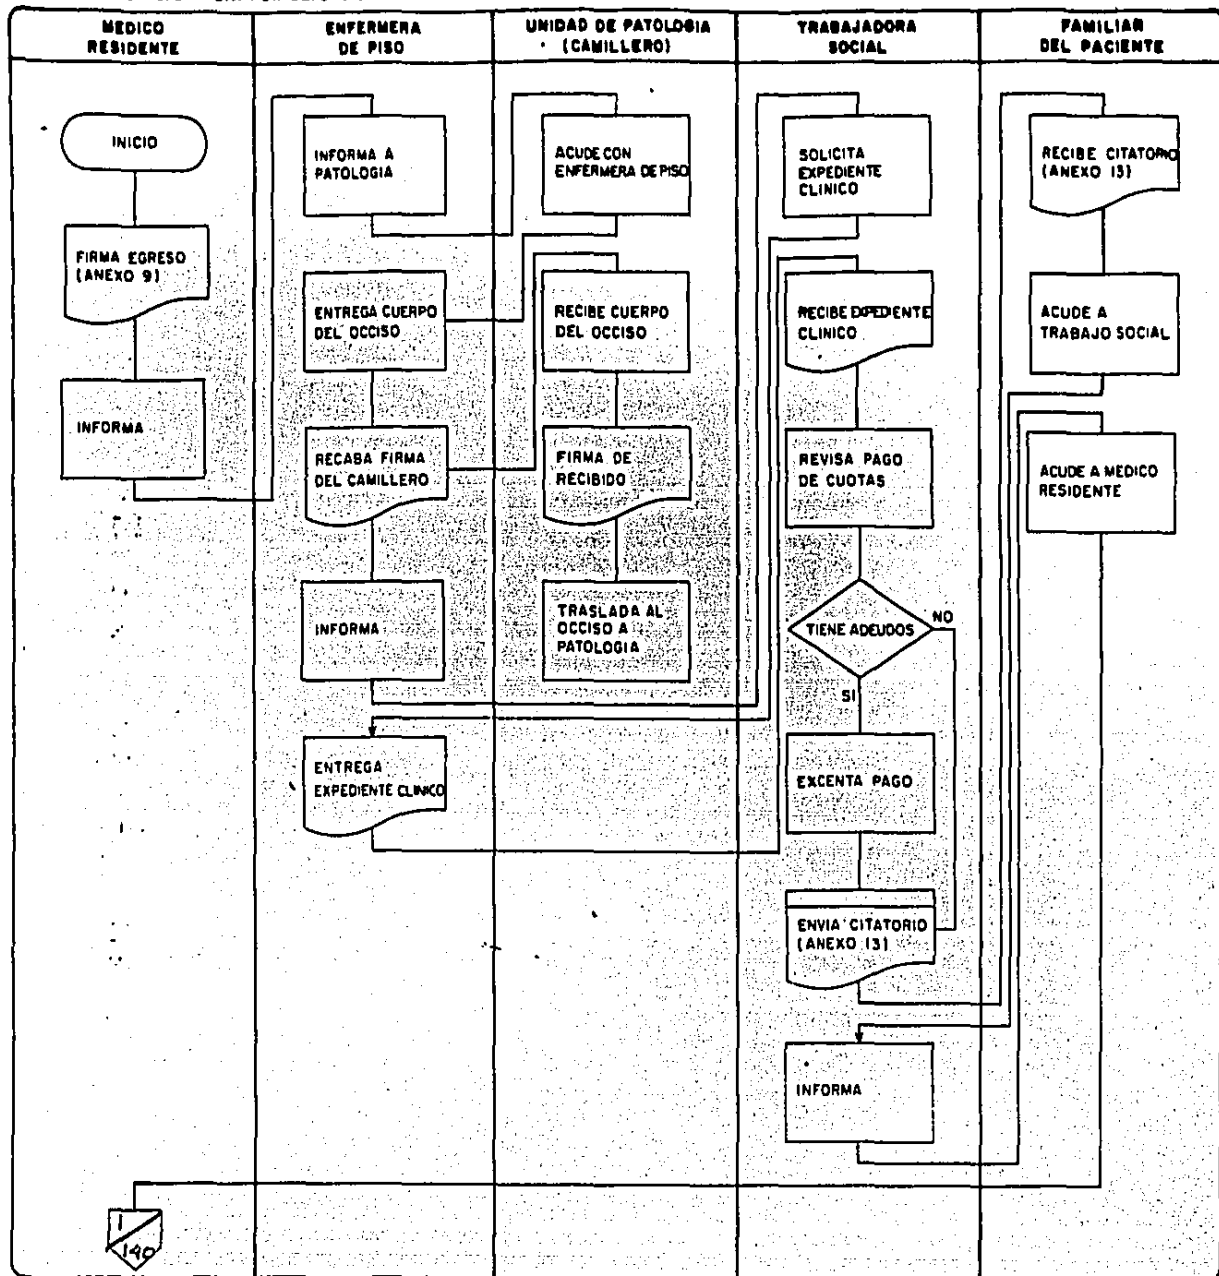 MEDICO
RESIDENTE
ENFERMERA
DE PISO
UNIDAD DE PATOLOGIA
(CAMILLERO)
TRABAJADORA
SOCIAL
FAMILIAR
DEL PACIENTE
INICIO
FIRMA EGRESO
(ANEXO 9)
INFORMA
INFORMA A
PATOLOGIA
ENTREGA CUERPO
DEL OCCISO
RECABA FIRMA
DEL CAMILLERO
INFORMA
ENTREGA
EXPEDIENTE CLINICO
ACUDE CON
ENFERMERA DE PISO
RECIBE CUERPO
DEL OCCISO
FIRMA DE
RECIBIDO
TRASLADA AL
OCCISO A
PATOLOGIA
SOLICITA
EXPEDIENTE
CLINICO
RECIBE EXPEDIENTE
CLINICO
REVISA PAGO
DE CUOTAS
TIENE ADEUDOS
NO
SI
EXCENTA PAGO
ENVIA CITATORIO
(ANEXO 13)
INFORMA
RECIBE CITATORIO
(ANEXO 13)
ACUDE A
TRABAJO SOCIAL
ACUDE A MEDICO
RESIDENTE
1
140